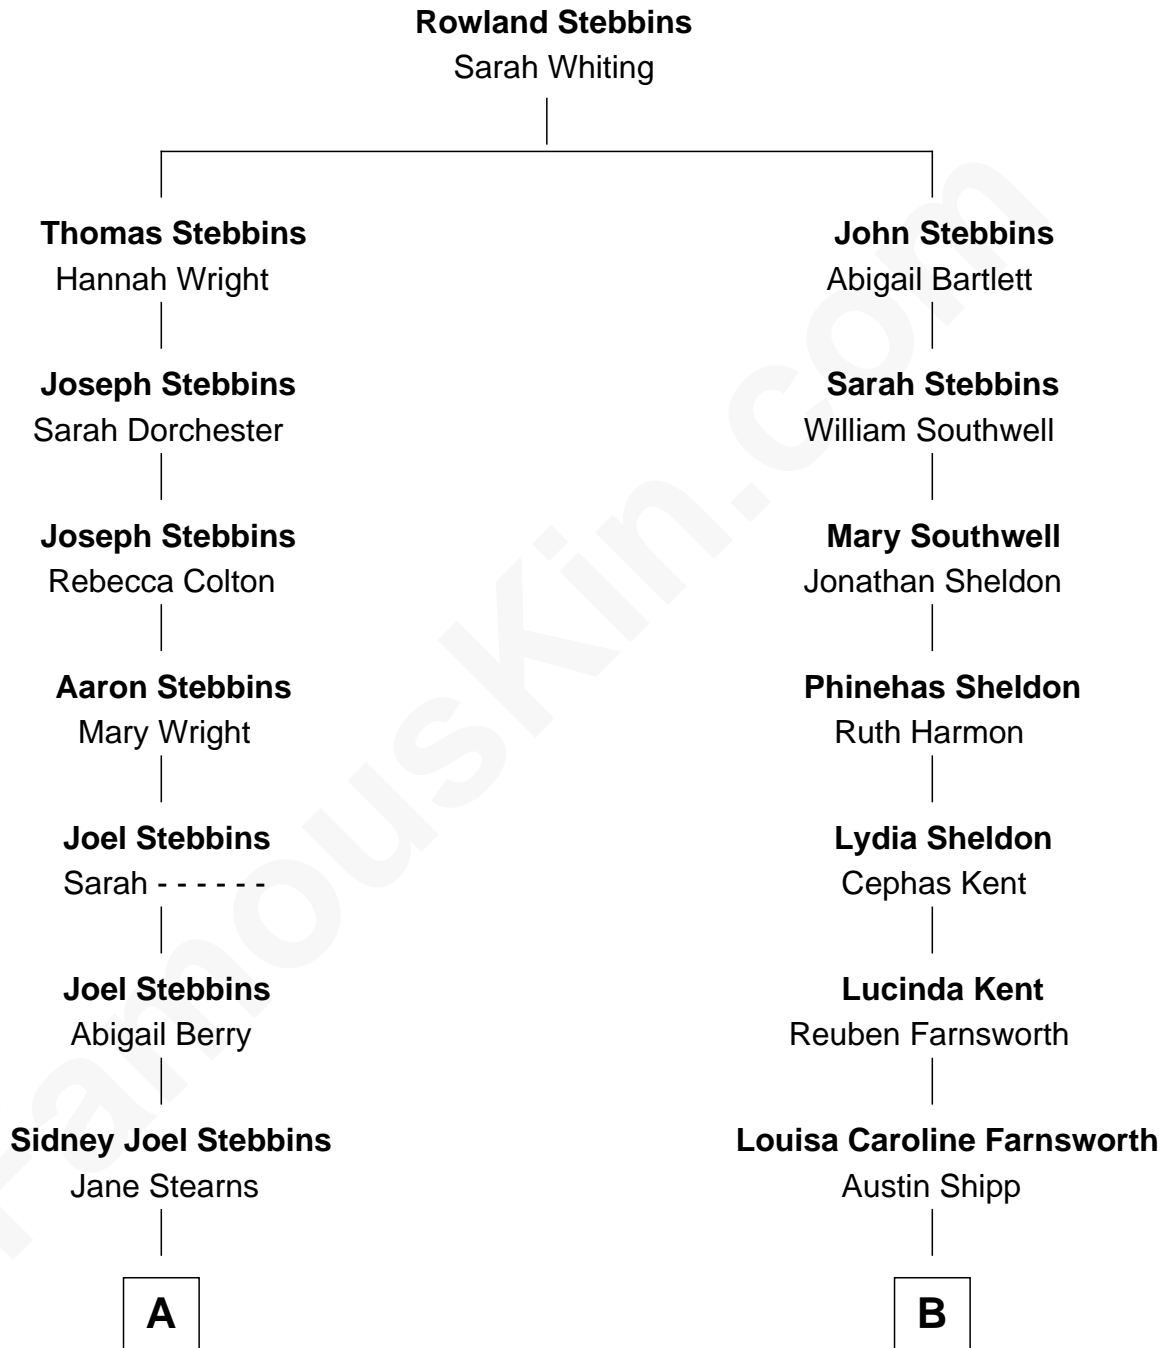 Rowland Stebbins
Sarah Whiting
Thomas Stebbins
Hannah Wright
John Stebbins
Abigail Bartlett
Joseph Stebbins
Sarah Dorchester
Sarah Stebbins
William Southwell
Joseph Stebbins
Rebecca Colton
Mary Southwell
Jonathan Sheldon
Aaron Stebbins
Mary Wright
Phinehas Sheldon
Ruth Harmon
Joel Stebbins
Sarah - - - - - -
Lydia Sheldon
Cephas Kent
Joel Stebbins
Abigail Berry
Lucinda Kent
Reuben Farnsworth
Sidney Joel Stebbins
Jane Stearns
Louisa Caroline Farnsworth
Austin Shipp
A
B
FamousKin.com